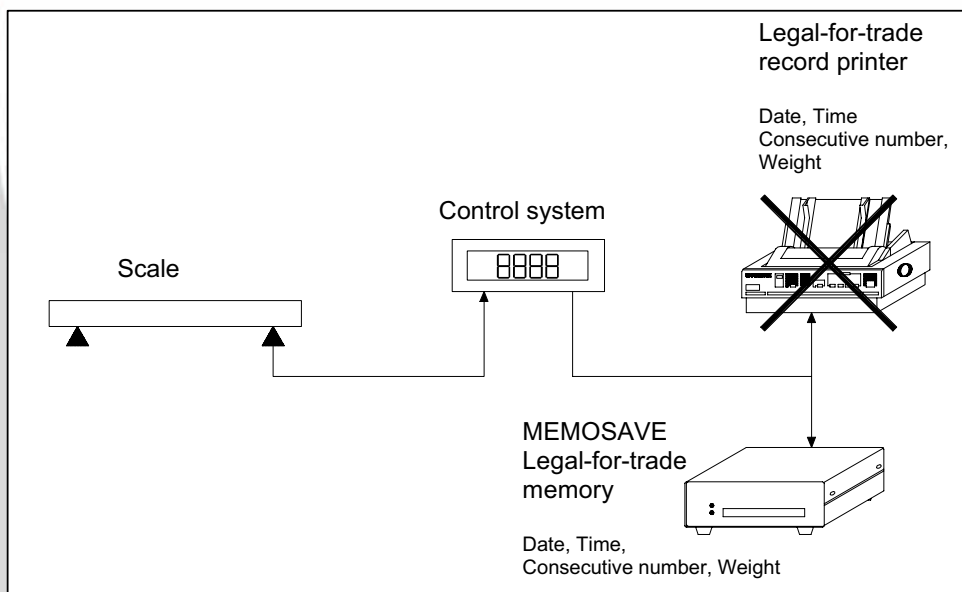 Legal-for-trade
record printer
Date, Time
Consecutive number,
Weight
Control system
8888
Scale
MEMOSAVE
Legal-for-trade
memory
Date, Time,
Consecutive number, Weight